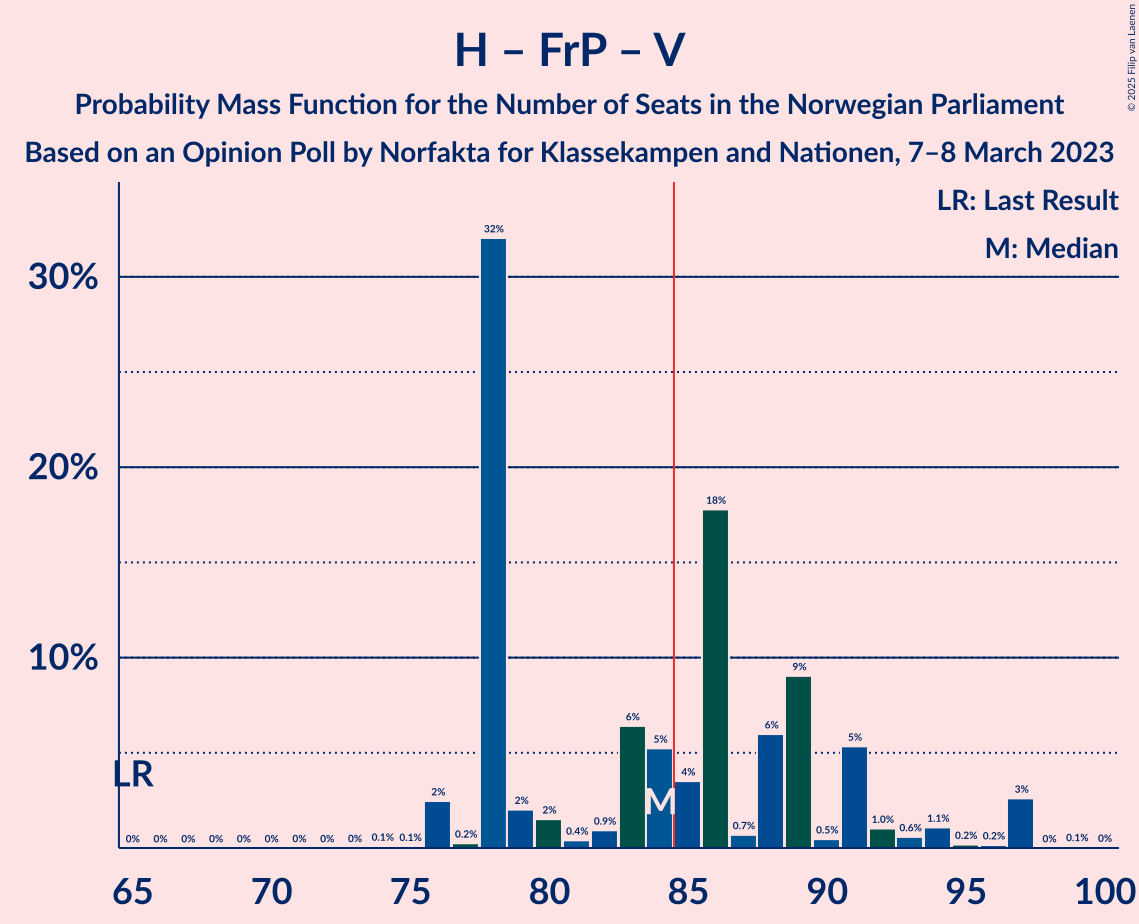 H – FrP – V
Probability Mass Function for the Number of Seats in the Norwegian Parliament
Based on an Opinion Poll by Norfakta for Klassekampen and Nationen, 7–8 March 2023
© 2025 Filip van Laenen
LR: Last Result
M: Median
30%
20%
10%
LR
M
0% 0% 0% 0% 0% 0% 0% 0% 0% 0.1% 0.1% 2% 0.2% 32% 2% 2% 0.4% 0.9% 6% 5% 4% 18% 0.7% 6% 9% 0.5% 5% 1.0% 0.6% 1.1% 0.2% 0.2% 3% 0% 0.1% 0%
65 70 75 80 85 90 95 100